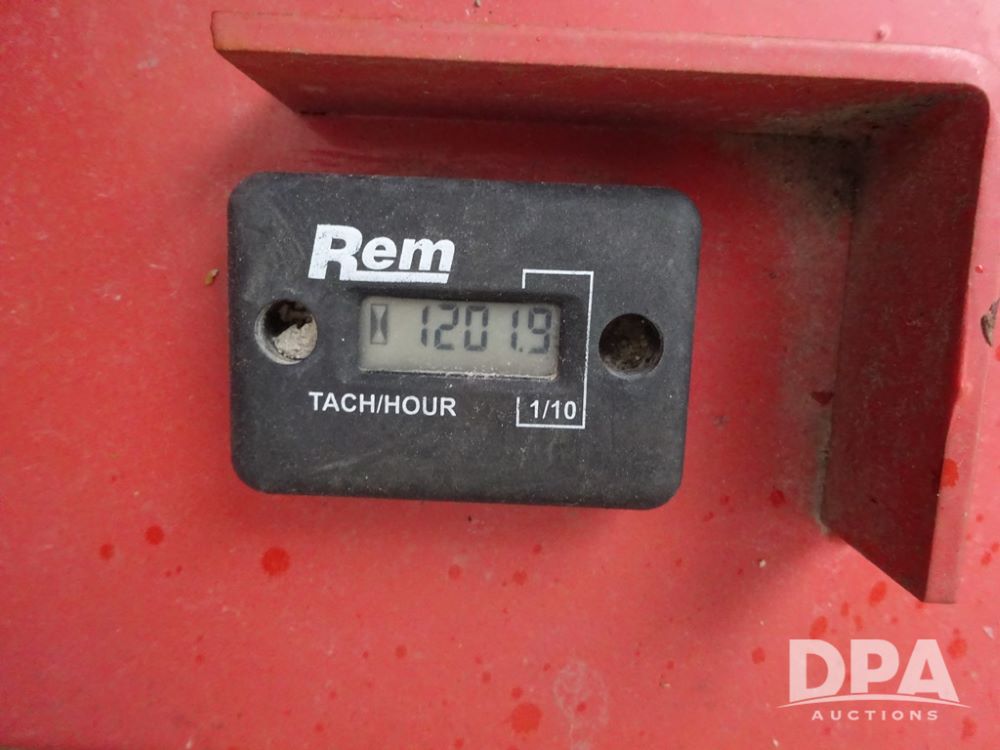 Rem
1201.9
TACH/HOUR 1/10
DPA
AUCTIONS